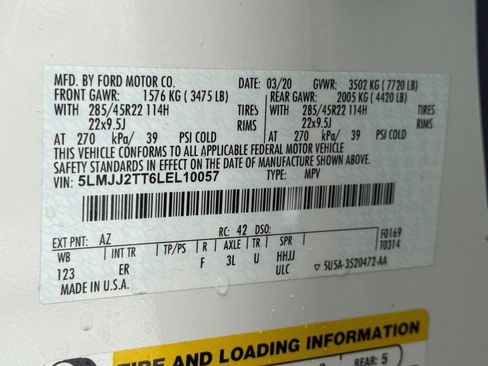 MFD. BY FORD MOTOR CO. DATE: 03/20 GVWR: 3502 KG (7720 LB)
FRONT GAWR: 1576 KG (3475 LB) REAR GAWR: 2005 KG (4420 LB)
WITH 285/45R22 114H TIRES WITH 285/45R22 114H TIRES
22x9.5J RIMS 22x9.5J RIMS
AT 270 kPa/ 39 PSI COLD AT 270 kPa/ 39 PSI COLD
THIS VEHICLE CONFORMS TO ALL APPLICABLE FEDERAL MOTOR VEHICLE
SAFETY STANDARDS IN EFFECT ON THE DATE OF MANUFACTURE SHOWN ABOVE.
VIN: 5LMJJ2TT6LEL10057 TYPE: MPV
EXT PNT: AZ RC: 42 DSO: F0169
WB INT TR TP/PS R AXLE TR SPR T0314
123 ER F 3L U HHJJ
MADE IN U.S.A. ULC ▽ 5U5A-3520472-AA
TIRE AND LOADING INFORMATION
REAR: 5